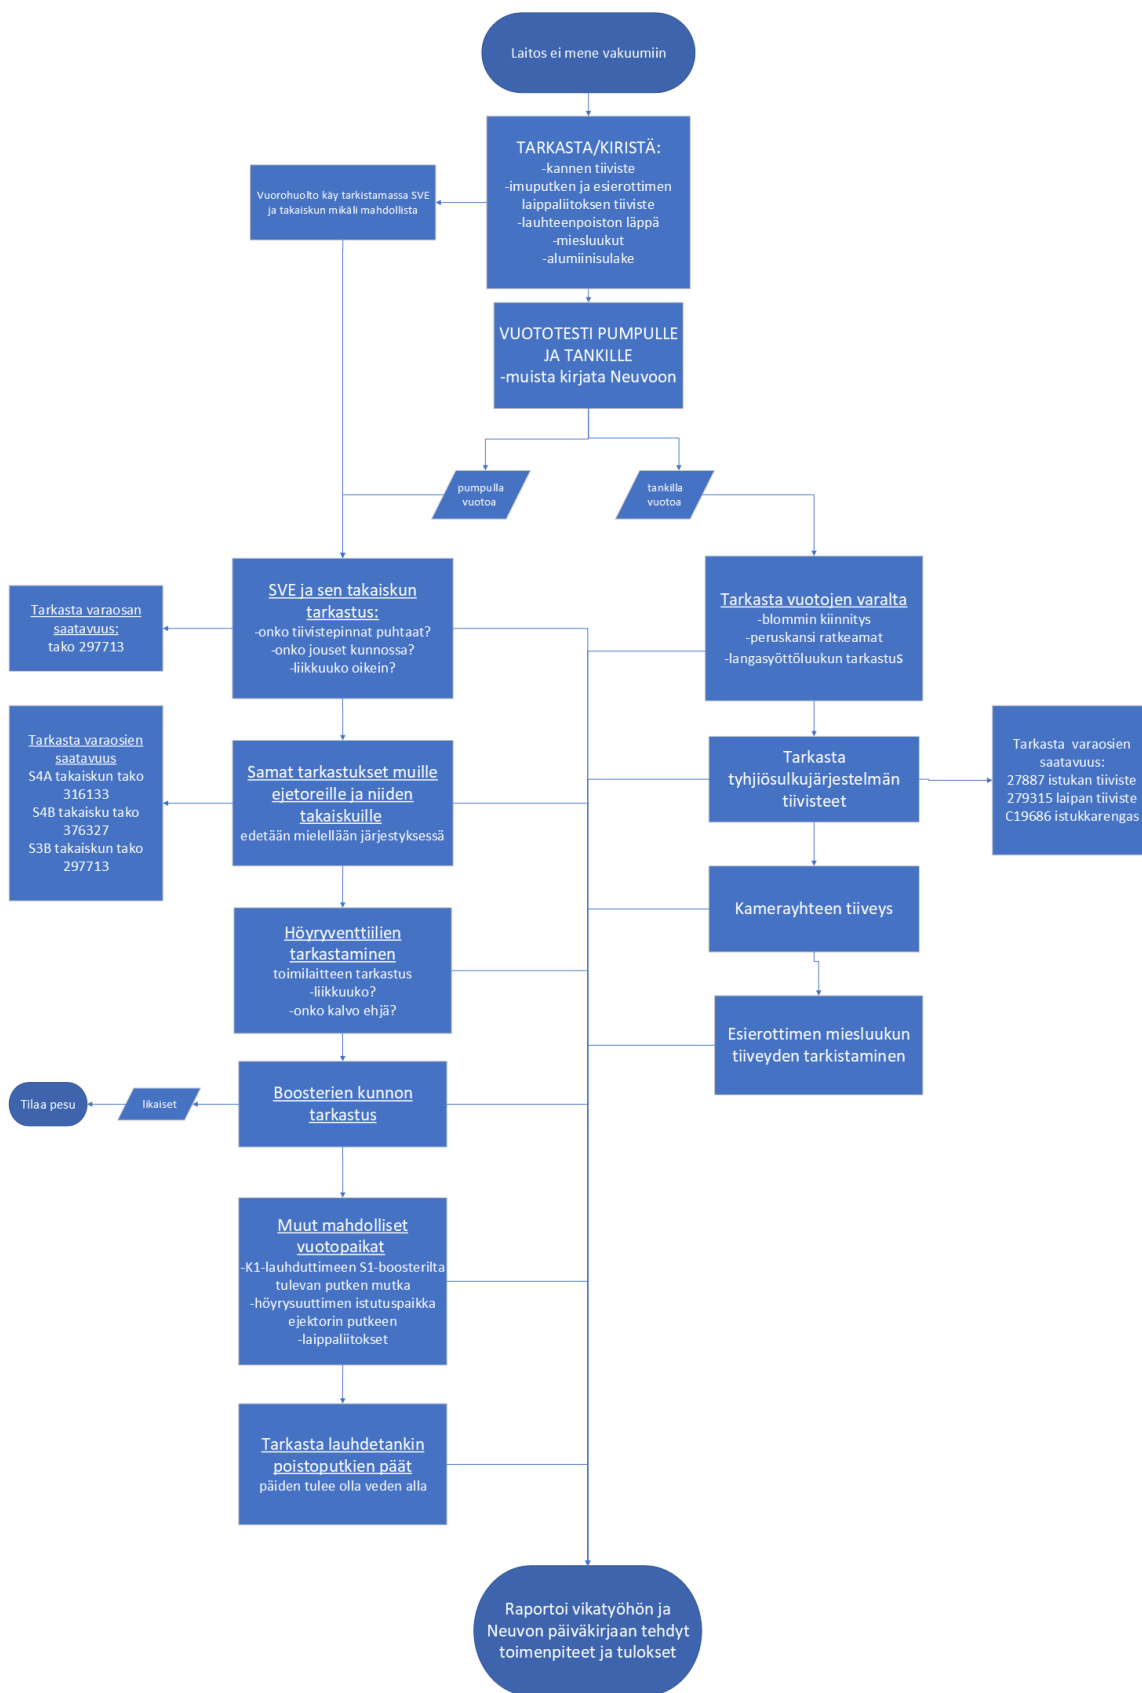 Laitos ei mene vakuumiin
TARKASTA/KIRISTÄ:
-kannen tiiviste
-imuputken ja esierottimen
laippaliitoksen tiiviste
-lauhteenpoiston läppä
-miesluukut
-alumiinisulake
Vuorohuolto käy tarkistamassa SVE
ja takaiskun mikäli mahdollista
VUOTOTESTI PUMPULLE
JA TANKILLE
-muista kirjata Neuvoon
pumpulla
vuotoa
tankilla
vuotoa
SVE ja sen takaiskun
tarkastus:
-onko tiivistepinnat puhtaat?
-onko jouset kunnossa?
-liikkuuko oikein?
Tarkasta varaosan
saatavuus:
tako 297713
Tarkasta vuotojen varalta
-blommin kiinnitys
-peruskansi ratkeamat
-langasyöttöluukun tarkastus
Tarkasta varaosien
saatavuus
S4A takaiskun tako
316133
S4B takaisku tako
376327
S3B takaiskun tako
297713
Samat tarkastukset muille
ejetoreille ja niiden
takaiskuille
edetään mielellään järjestyksessä
Tarkasta
tyhjiösulkujärjestelmän
tiivisteet
Tarkasta varaosien
saatavuus:
27887 istukan tiiviste
279315 laipan tiiviste
C19686 istukkarengas
Höyryventtiilien
tarkastaminen
toimilaitteen tarkastus
-liikkuuko?
-onko kalvo ehjä?
Kamerayhteen tiiveys
Esierottimen miesluukun
tiiveyden tarkistaminen
Boosterien kunnon
tarkastus
likaiset
Tilaa pesu
Muut mahdolliset
vuotopaikat
-K1-lauhduttimeen S1-boosterilta
tulevan putken mutka
-höyrysuuttimen istutuspaikka
ejektorin putkeen
-laippaliitokset
Tarkasta lauhdetankin
poistoputkien päät
päiden tulee olla veden alla
Raportoi vikatyöhön ja
Neuvon päiväkirjaan tehdyt
toimenpiteet ja tulokset